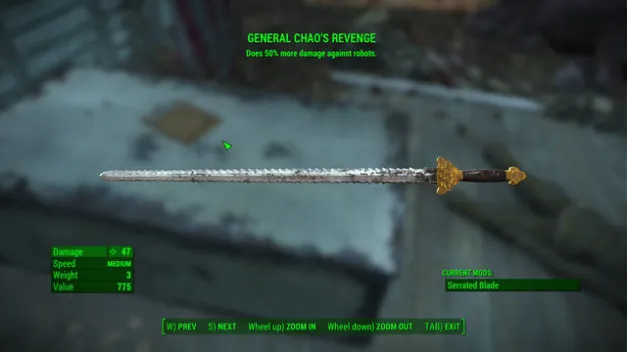 GENERAL CHAO'S REVENGE
Does 50% more damage against robots.
Damage 47
Speed MEDIUM
Weight 3
Value 775
CURRENT MODS:
Serrated Blade
W) PREV S) NEXT Wheel up) ZOOM IN Wheel down) ZOOM OUT TAB) EXIT